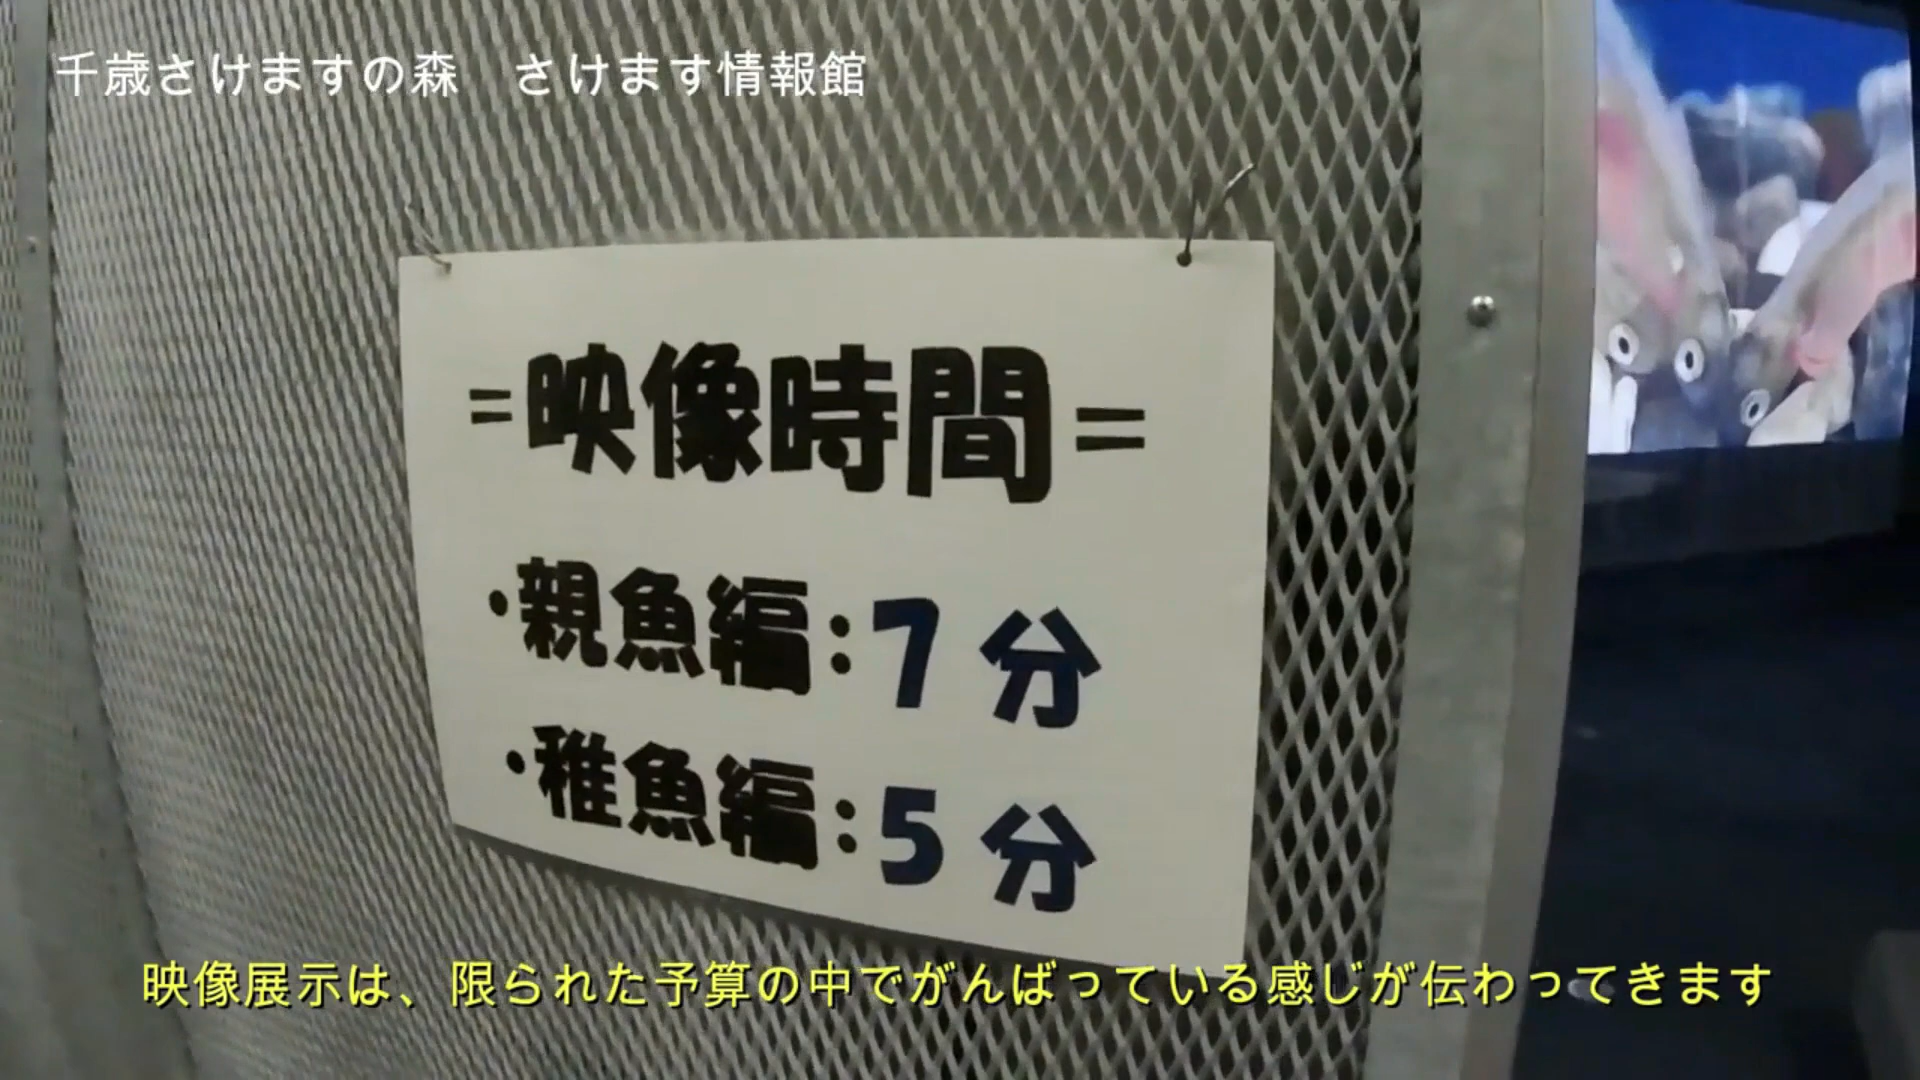 千歳さけますの森　さけます情報館
=映像時間=
・親魚編:7分
・稚魚編:5分
映像展示は、限られた予算の中でがんばっている感じが伝わってきます